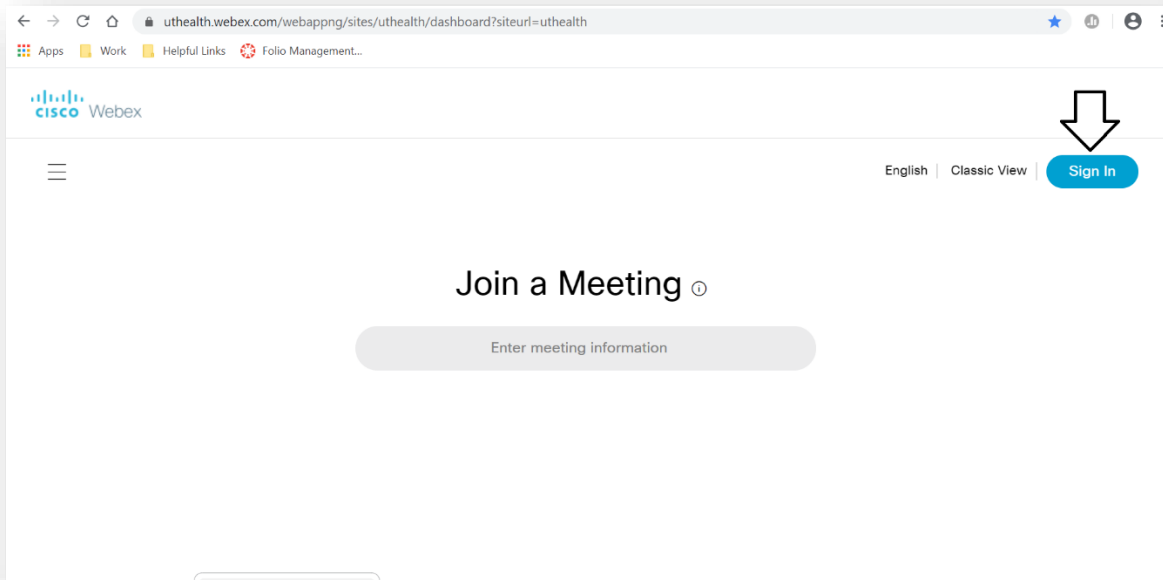 uthealth.webex.com/webappng/sites/uthealth/dashboard?siteurl=uthealth
Apps Work Helpful Links Folio Management...
CISCO Webex
English Classic View Sign In
Join a Meeting
Enter meeting information